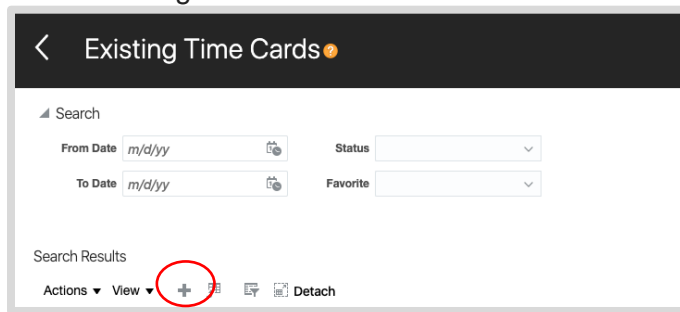 Existing Time Cards
Search
From Date m/d/yy Status
To Date m/d/yy Favorite
Search Results
Actions View Detach